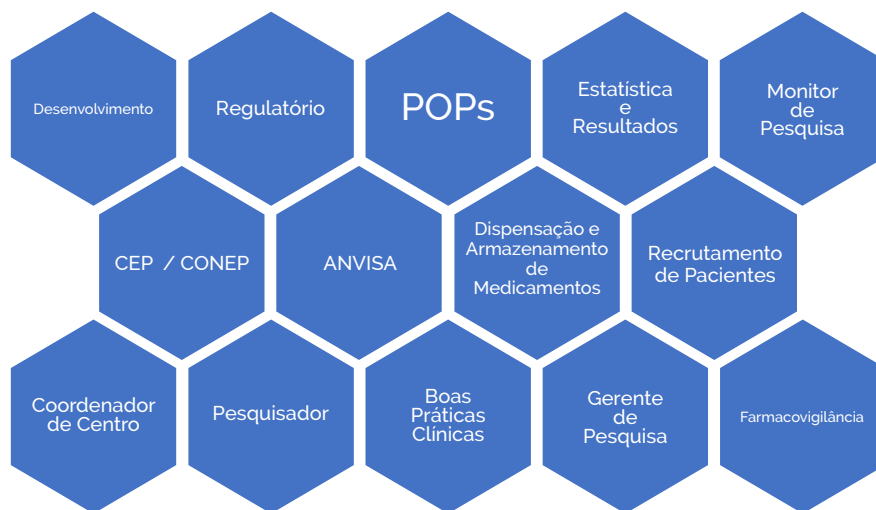 Desenvolvimento
Regulatório
POPs
Estatística
e
Resultados
Monitor
de
Pesquisa
CEP / CONEP
ANVISA
Dispensação e
Armazenamento
de
Medicamentos
Recrutamento
de Pacientes
Coordenador
de Centro
Pesquisador
Boas
Práticas
Clínicas
Gerente
de
Pesquisa
Farmacovigilância